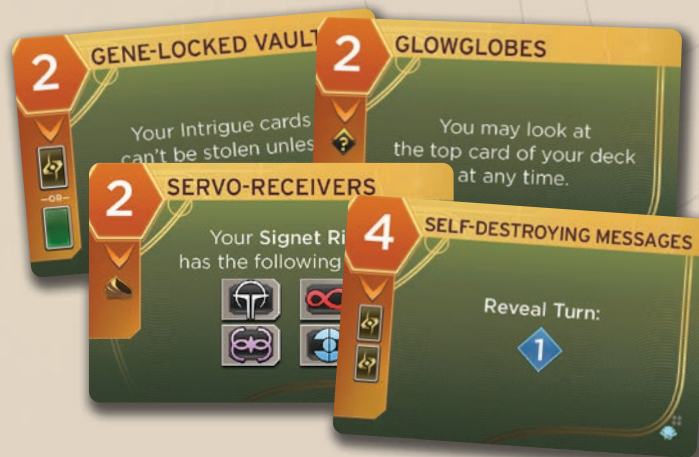 2
GENE-LOCKED VAULT
Your Intrigue cards
can't be stolen unles
-OR-
2
GLOWGLOBES
?
You may look at
the top card of your deck
at any time.
2
SERVO-RECEIVERS
Your Signet Ri
has the following
4
SELF-DESTROYING MESSAGES
Reveal Turn:
1